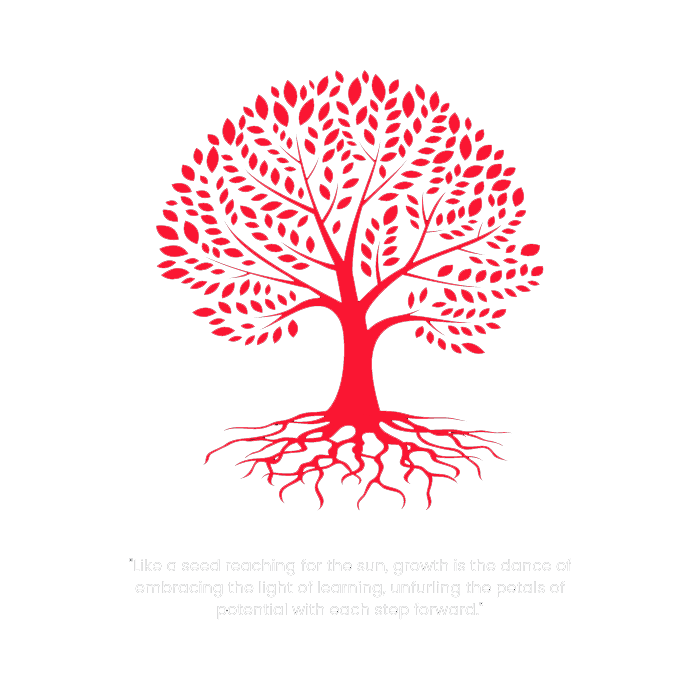 "Like a seed reaching for the sun, growth is the dance of
embracing the light of learning, unfurling the petals of
potential with each step forward."